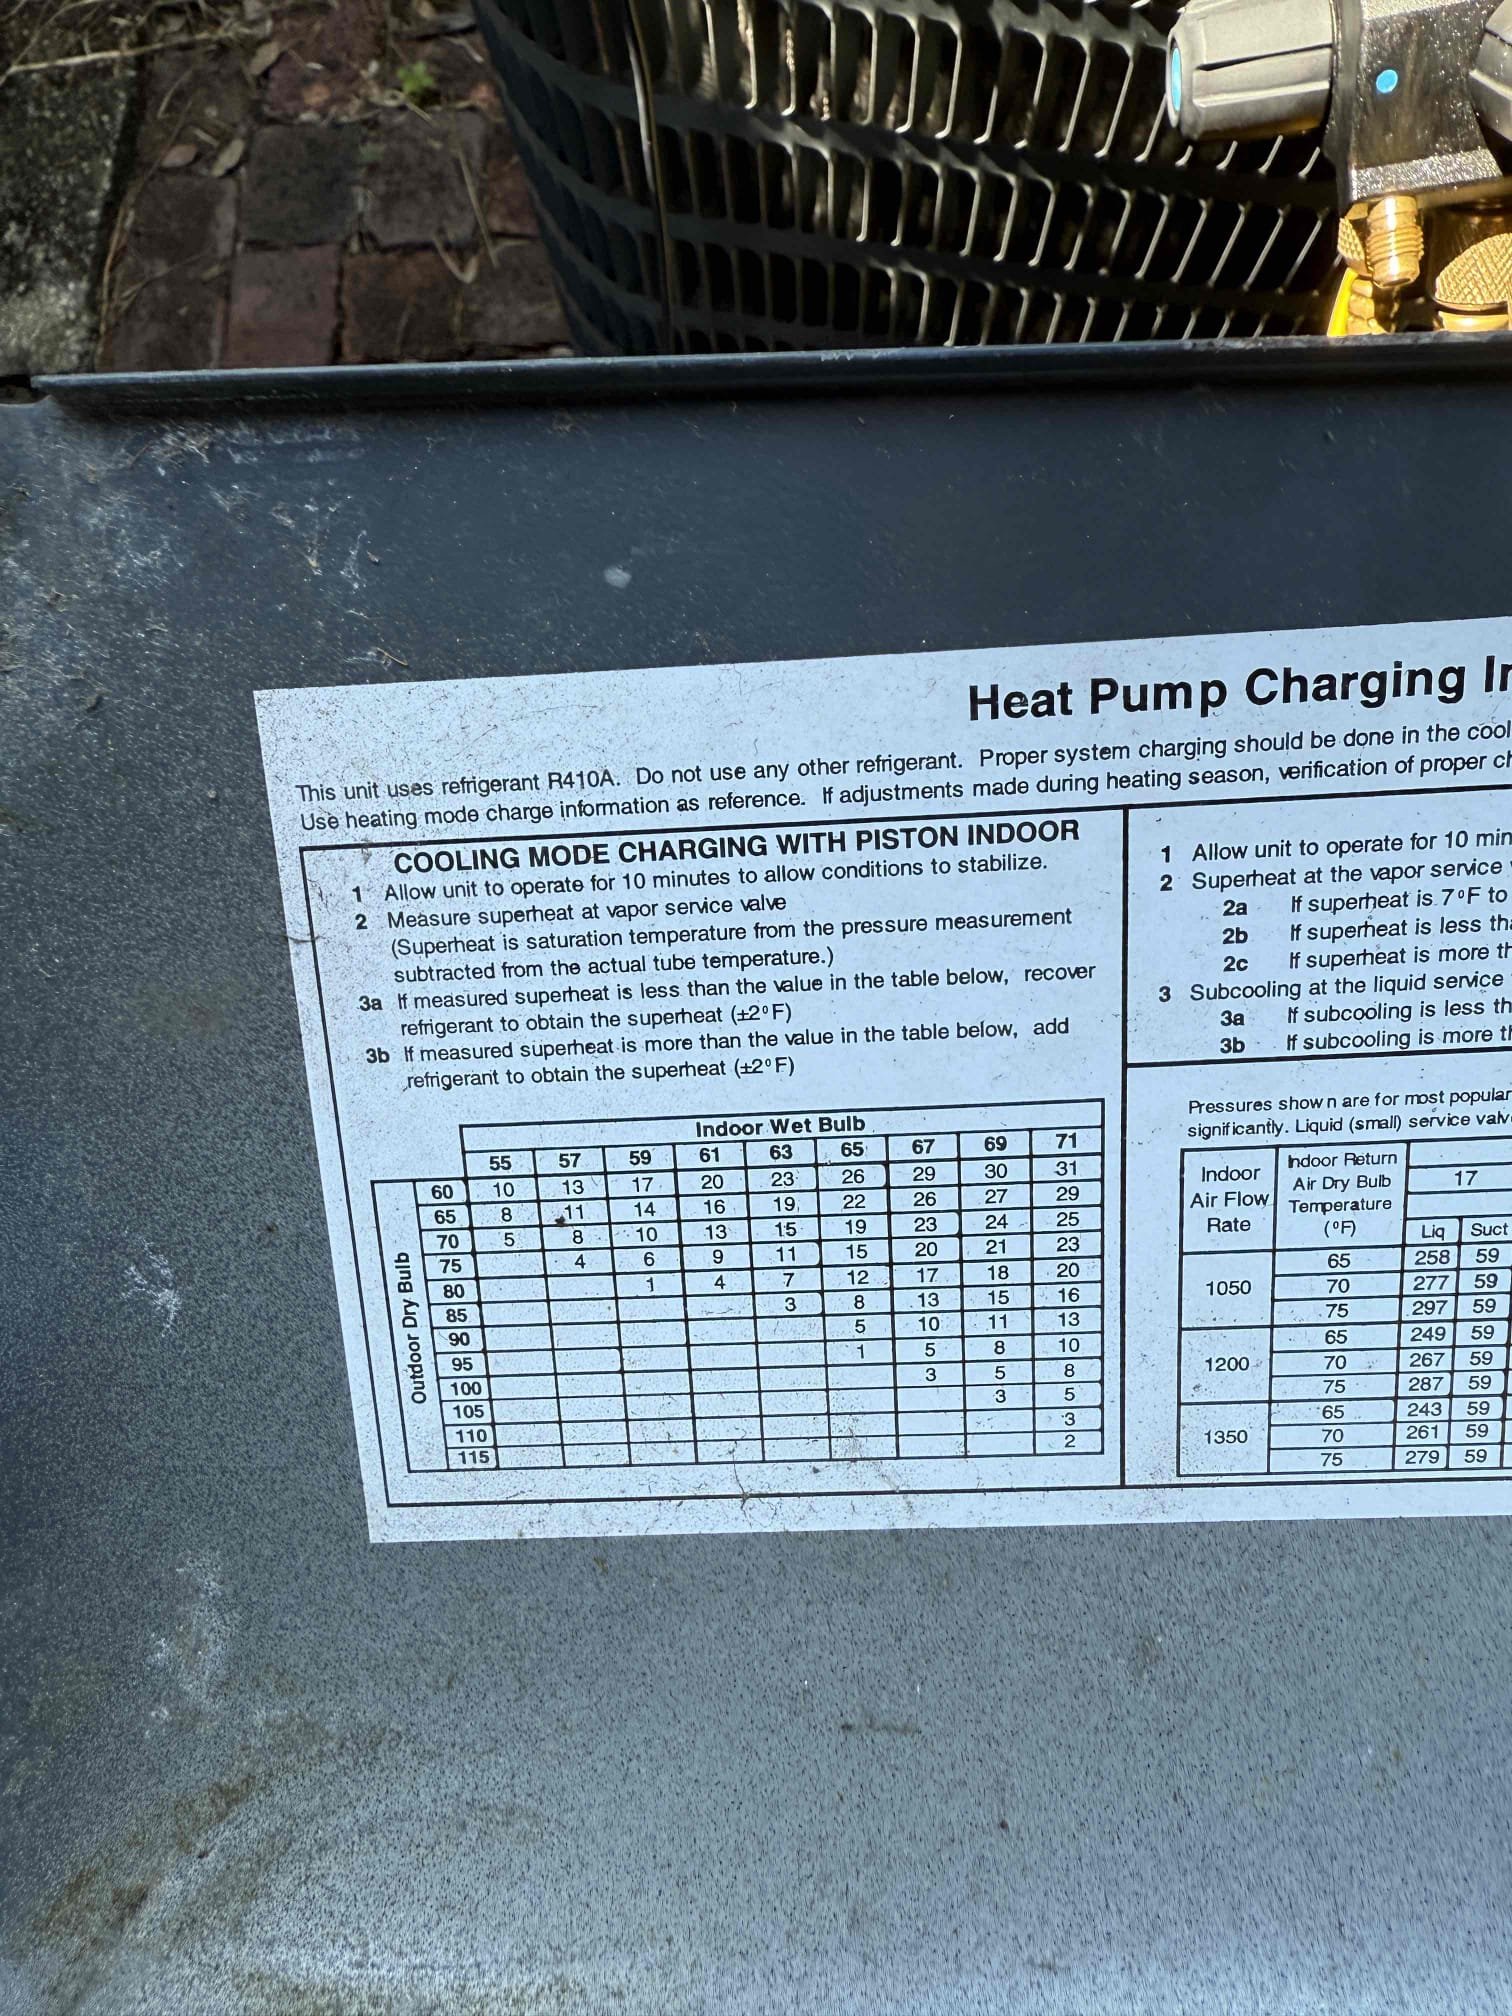 Heat Pump Charging
This unit uses refrigerant R410A. Do not use any other refrigerant. Proper system charging should be done in the
Use heating mode charge information as reference. If adjustments made during heating season, verification of proper
COOLING MODE CHARGING WITH PISTON INDOOR
1 Allow unit to operate for 10 minutes to allow conditions to stabilize.
2 Measure superheat at vapor service valve
(Superheat is saturation temperature from the pressure measurement
subtracted from the actual tube temperature.)
3a If measured superheat is less than the value in the table below, recover
refrigerant to obtain the superheat (±2°F)
3b If measured superheat is more than the value in the table below, add
refrigerant to obtain the superheat (±2°F)
Indoor Wet Bulb
55 57 59 61 63 65 67 69 71
Outdoor Dry Bulb
60 10 13 17 20 23 26 29 30 31
65 8 11 14 16 19 22 26 27 29
70 5 8 10 13 15 19 23 24 25
75 4 6 9 11 15 20 21 23
80 1 4 7 12 17 18 20
85 3 8 13 15 16
90 5 10 11 13
95 1 5 8 10
100 3 5 8
105 3 5
110 3
115 2
1 Allow unit to operate for 10
2 Superheat at the vapor service
2a If superheat is 7°F to
2b If superheat is less
2c If superheat is more
3 Subcooling at the liquid service
3a If subcooling is less
3b If subcooling is more
Pressures shown are for most popular
significantly. Liquid (small) service
Indoor Air Flow Rate
Indoor Return Air Dry Bulb Temperature (°F)
17
Liq Suct
1050
65 258 59
70 277 59
75 297 59
1200
65 249 59
70 267 59
75 287 59
1350
65 243 59
70 261 59
75 279 59